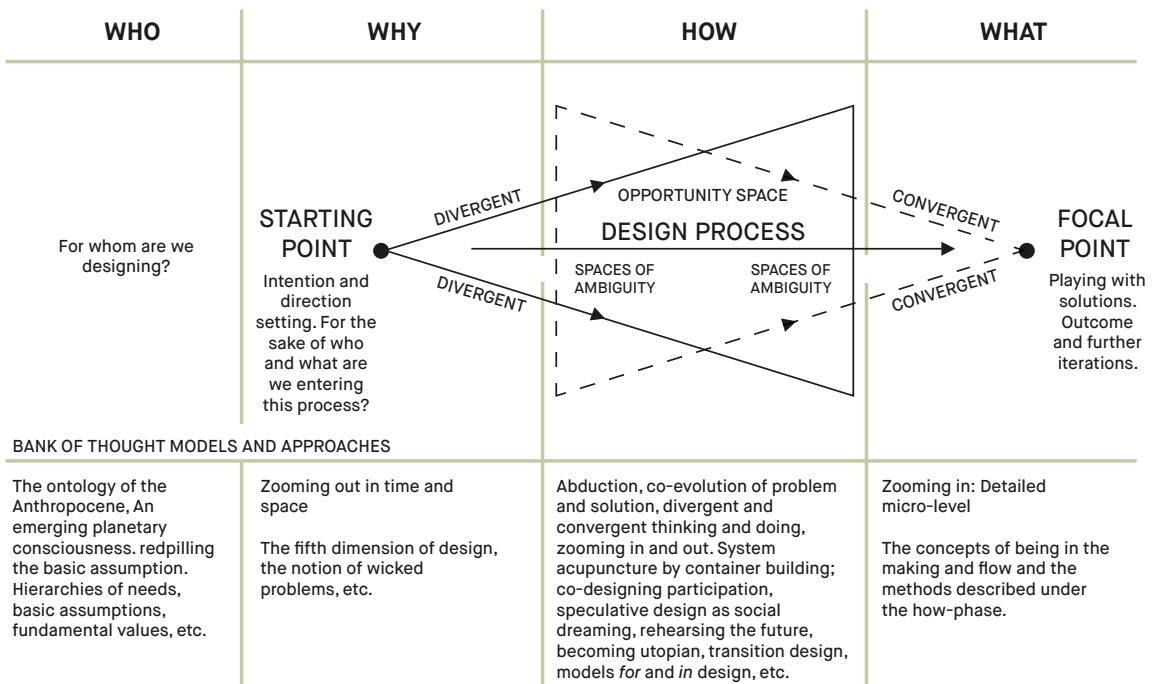 WHO
WHY
HOW
WHAT
For whom are we
designing?
STARTING
POINT
Intention and
direction
setting. For the
sake of who
and what are
we entering
this process?
DIVERGENT
DIVERGENT
OPPORTUNITY SPACE
DESIGN PROCESS
SPACES OF
AMBIGUITY
SPACES OF
AMBIGUITY
CONVERGENT
CONVERGENT
FOCAL
POINT
Playing with
solutions.
Outcome
and further
iterations.
BANK OF THOUGHT MODELS AND APPROACHES
The ontology of the
Anthropocene, An
emerging planetary
consciousness. redpilling
the basic assumption.
Hierarchies of needs,
basic assumptions,
fundamental values, etc.
Zooming out in time and
space
The fifth dimension of design,
the notion of wicked
problems, etc.
Abduction, co-evolution of problem
and solution, divergent and
convergent thinking and doing,
zooming in and out. System
acupuncture by container building;
co-designing participation,
speculative design as social
dreaming, rehearsing the future,
becoming utopian, transition design,
models for and in design, etc.
Zooming in: Detailed
micro-level
The concepts of being in the
making and flow and the
methods described under
the how-phase.